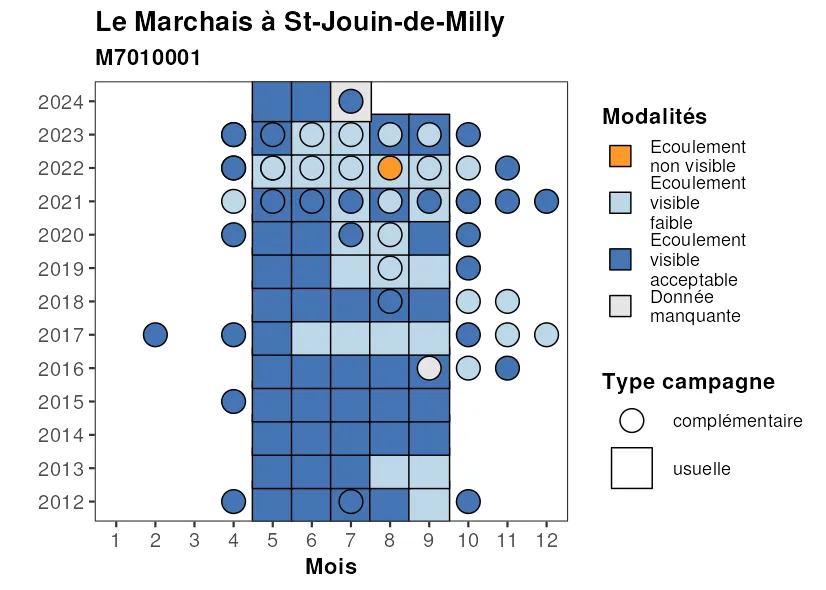 Le Marchais à St-Jouin-de-Milly
M7010001
2024
2023
2022
2021
2020
2019
2018
2017
2016
2015
2014
2013
2012
1 2 3 4 5 6 7 8 9 10 11 12
Mois
Modalités
Ecoulement
non visible
Ecoulement
visible
faible
Ecoulement
visible
acceptable
Donnée
manquante
Type campagne
complémentaire
usuelle